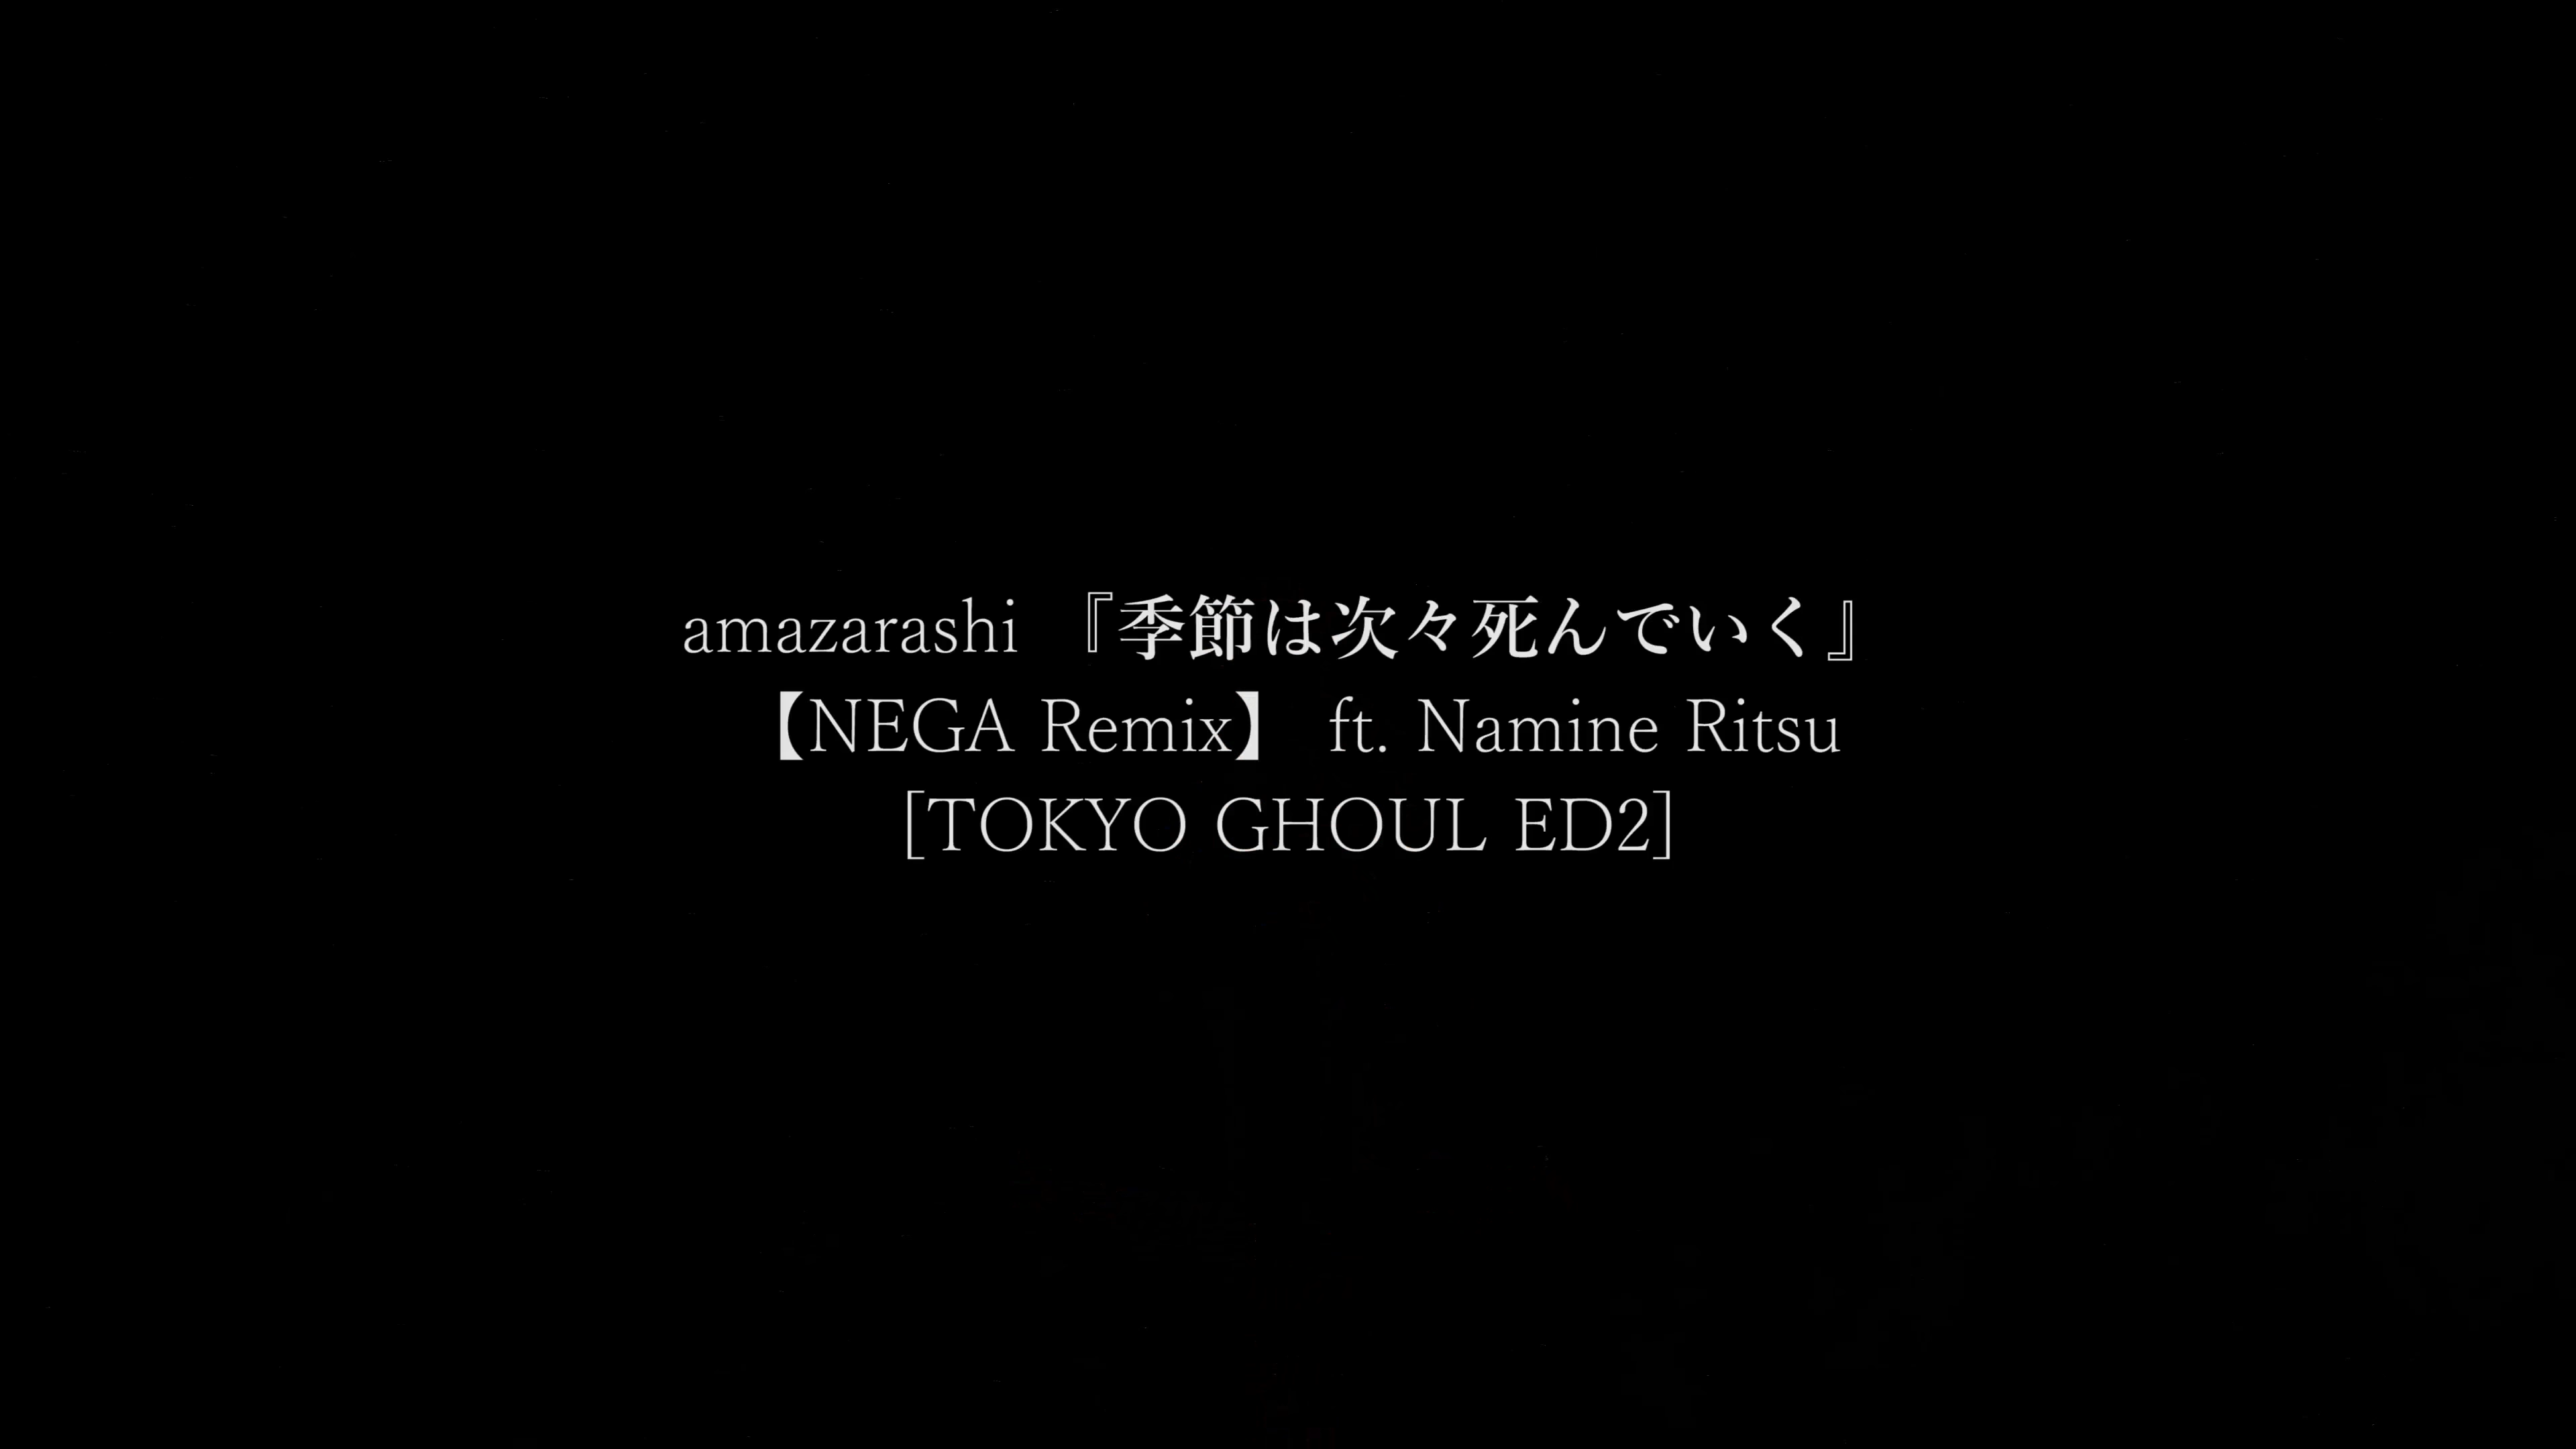 amazarashi 『季節は次々死んでいく』
【NEGA Remix】 ft. Namine Ritsu
[TOKYO GHOUL ED2]